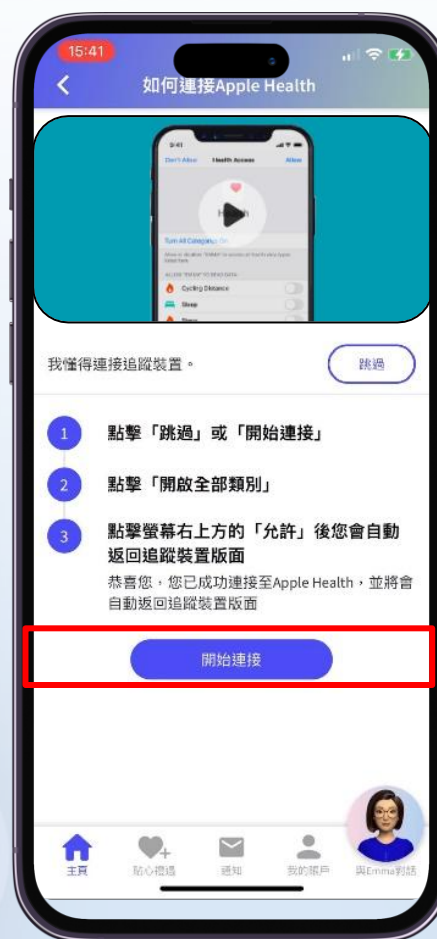 15:41
如何連接Apple Health
9:41
Don't Allow Health Access Allow
Turn All Categories On
Cycling Distance
Sleep
我懂得連接追蹤裝置。
跳過
1 點擊「跳過」或「開始連接」
2 點擊「開啟全部類別」
3 點擊螢幕右上方的「允許」後您會自動
返回追蹤裝置版面
恭喜您，您已成功連接至Apple Health，並將會
自動返回追蹤裝置版面
開始連接
主頁 貼心禮遇 通知 我的賬戶 與Emma對話